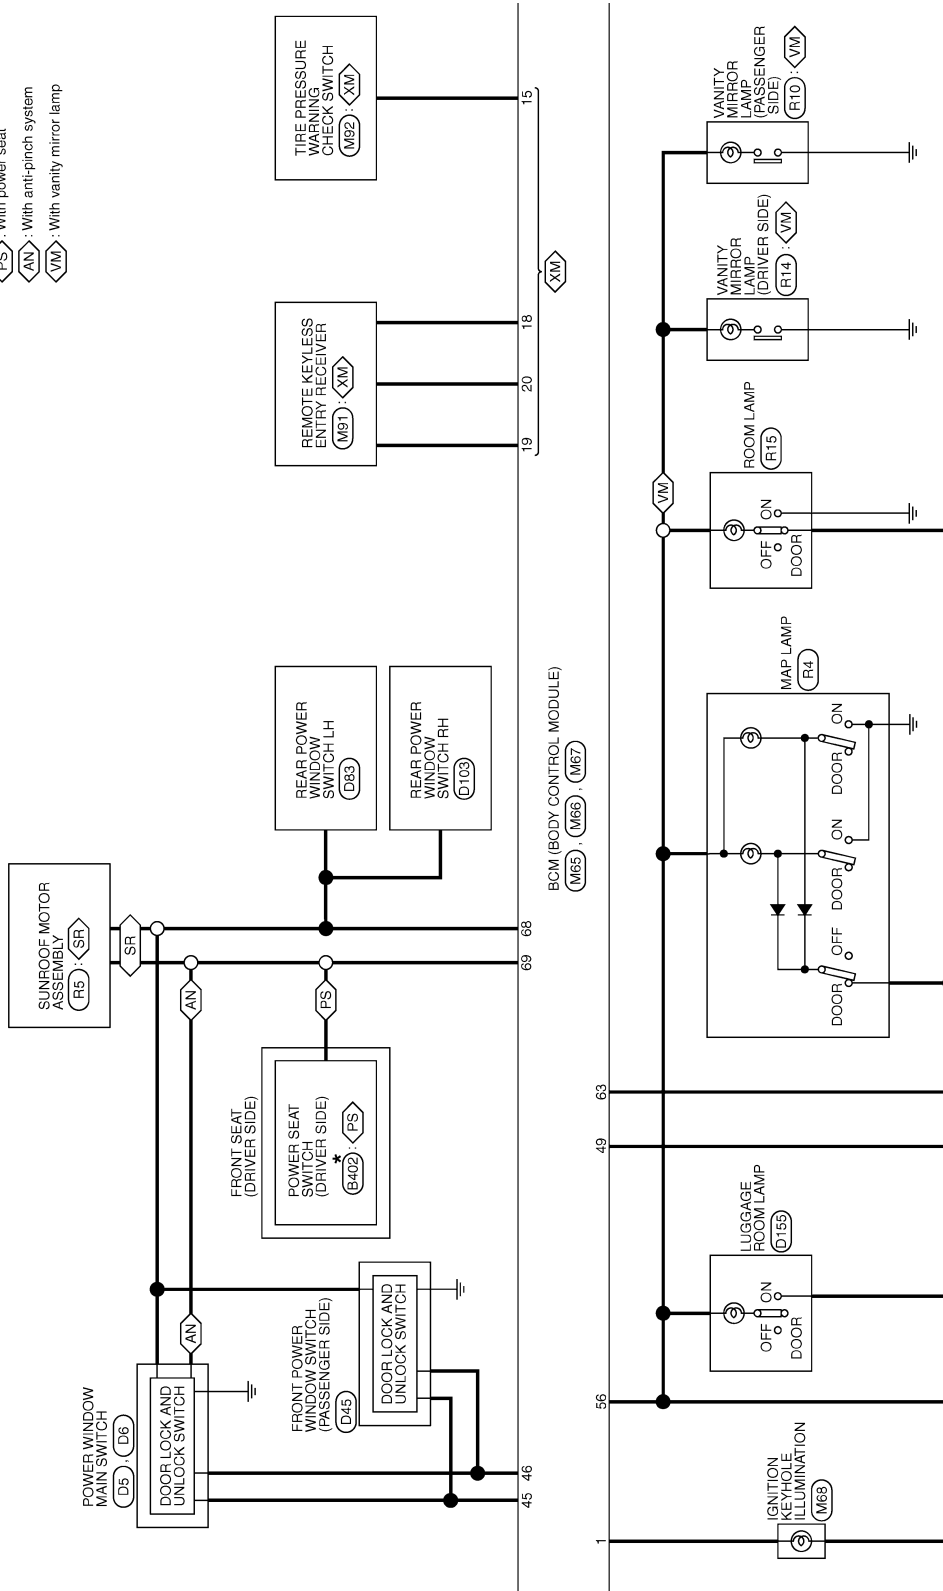 PS : With power seat
AN : With anti-pinch system
VM : With vanity mirror lamp
POWER WINDOW
MAIN SWITCH
D5 , D6
DOOR LOCK AND
UNLOCK SWITCH
SUNROOF MOTOR
ASSEMBLY
R5 : SR
SR
AN
AN
FRONT POWER
WINDOW SWITCH
(PASSENGER SIDE)
D45
DOOR LOCK AND
UNLOCK SWITCH
FRONT SEAT
(DRIVER SIDE)
POWER SEAT
SWITCH
(DRIVER SIDE)
*
B402 : PS
PS
REAR POWER
WINDOW
SWITCH LH
D83
REAR POWER
WINDOW
SWITCH RH
D103
REMOTE KEYLESS
ENTRY RECEIVER
M91 : XM
TIRE PRESSURE
WARNING
CHECK SWITCH
M92 : XM
45
46
69
68
19
20
18
15
XM
BCM (BODY CONTROL MODULE)
M65 , M66 , M67
1
56
49
63
IGNITION
KEYHOLE
ILLUMINATION
M68
LUGGAGE
ROOM LAMP
D155
OFF
ON
DOOR
MAP LAMP
R4
DOOR
OFF
DOOR
ON
DOOR
ON
VM
ROOM LAMP
R15
OFF
ON
DOOR
VANITY
MIRROR
LAMP
(DRIVER SIDE)
R14 : VM
VANITY
MIRROR
LAMP
(PASSENGER
SIDE)
R10 : VM